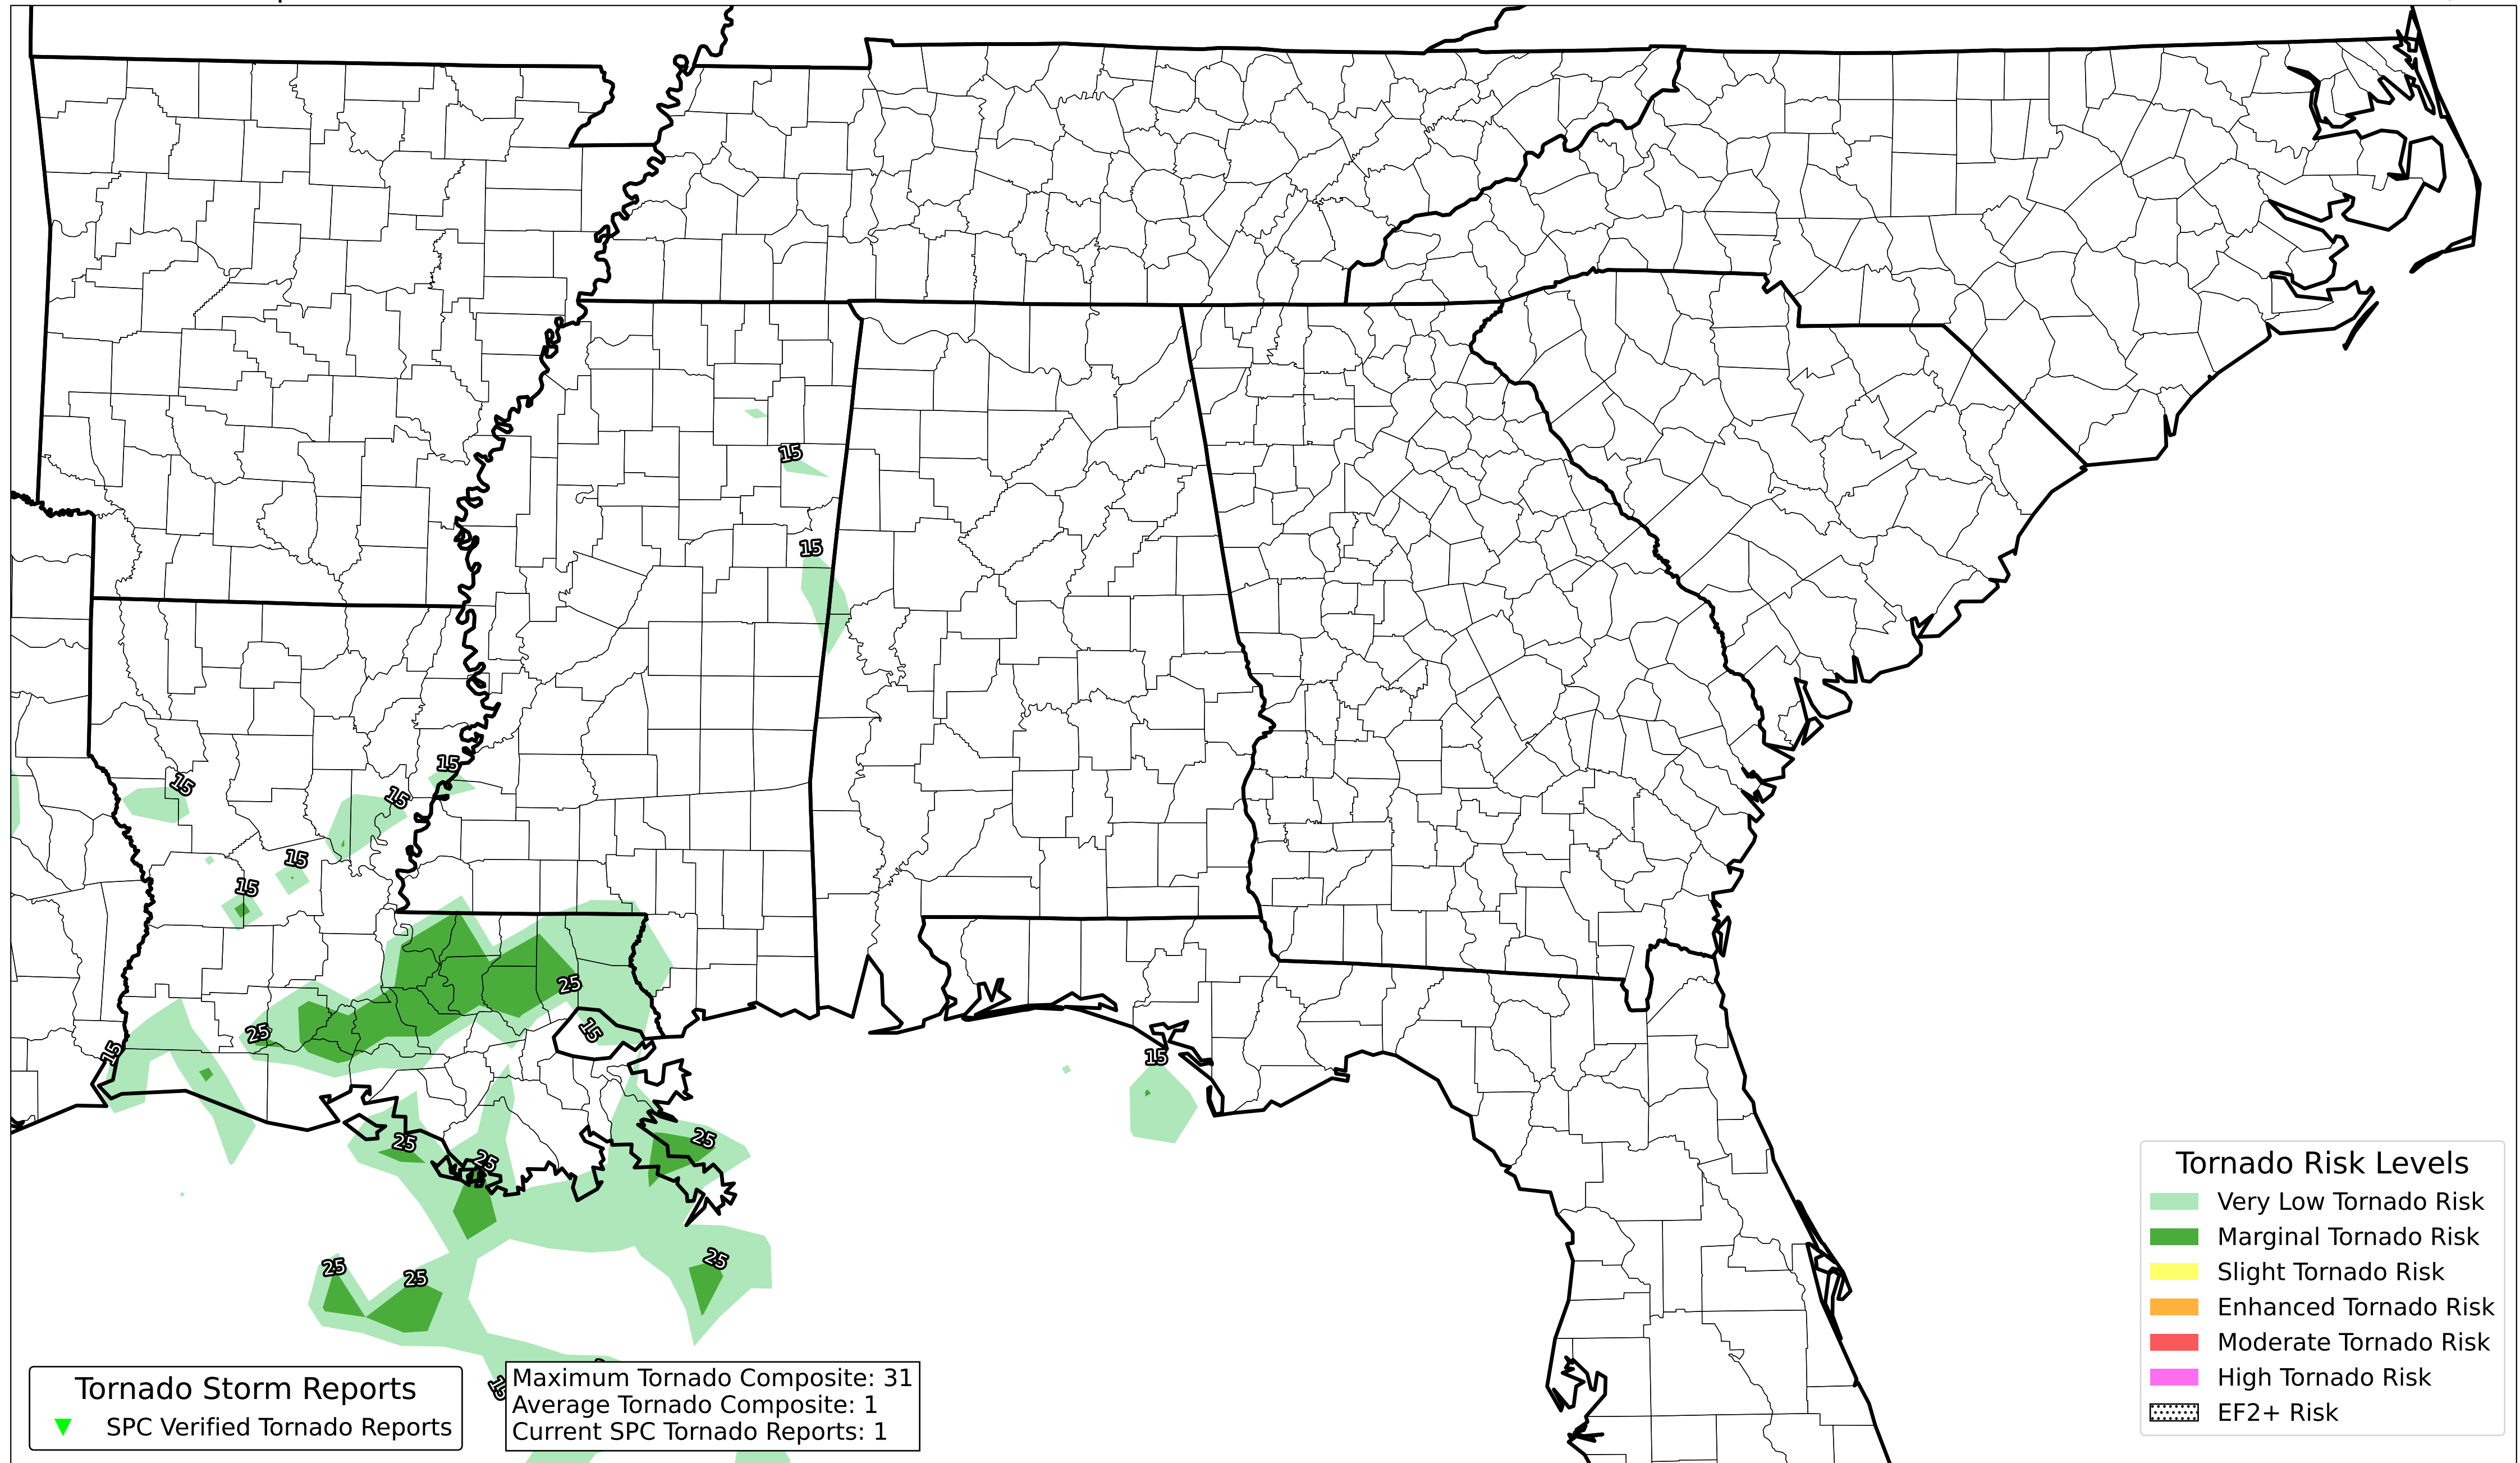 15
15
15
15
15
15
15
25
15
25
15
15
25
25
25
25
25
15
Tornado Risk Levels
Very Low Tornado Risk
Marginal Tornado Risk
Slight Tornado Risk
Enhanced Tornado Risk
Moderate Tornado Risk
High Tornado Risk
EF2+ Risk
Tornado Storm Reports
SPC Verified Tornado Reports
Maximum Tornado Composite: 31
Average Tornado Composite: 1
Current SPC Tornado Reports: 1